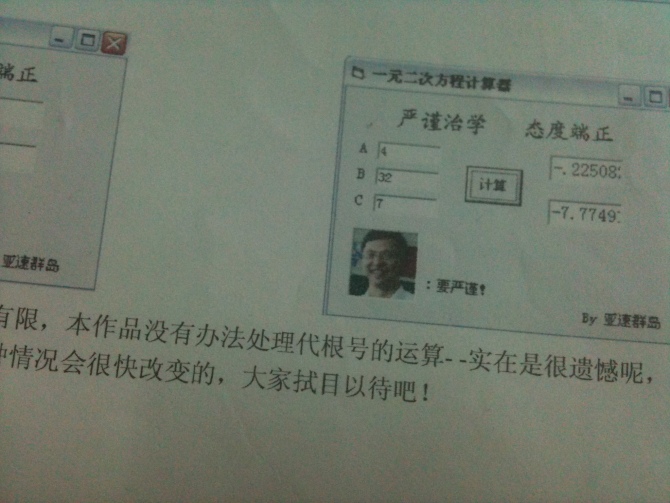 端正
亚速群岛
一元二次方程计算器
严谨治学 态度端正
A 4
B 32
C 7
计算
-.22508
-7.7749
：要严谨！
By 亚速群岛
有限，本作品没有办法处理代根号的运算--实在是很遗憾呢，
情况会很快改变的，大家拭目以待吧！